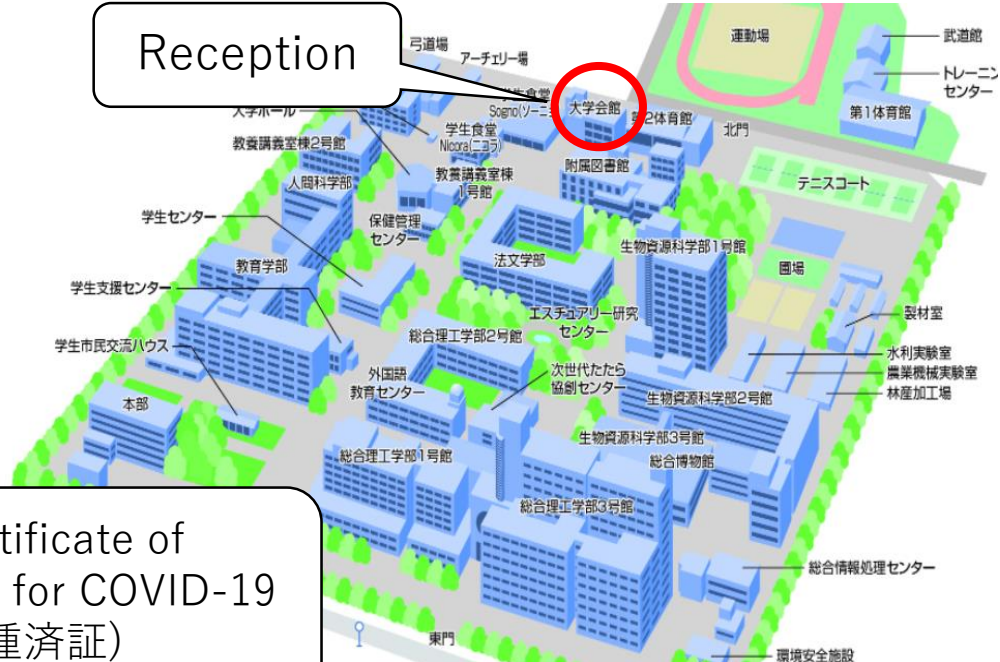 Reception
弓道場
アーチェリー場
運動場
武道館
トレーニン
センター
第1体育館
大学会館
第2体育館
北門
学生食堂
Sogno(ソーニ
大学ホール
学生食堂
Nicora(ニコラ)
教養講義室棟2号館
教養講義室棟
1号館
附属図書館
テニスコート
人間科学部
学生センター
保健管理
センター
法文学部
生物資源科学部1号館
圃場
教育学部
学生支援センター
エスチュアリー研究
センター
製材室
総合理工学部2号館
学生市民交流ハウス
水利実験室
農業機械実験室
林産加工場
外国語
教育センター
次世代たたら
協創センター
生物資源科学部2号館
本部
生物資源科学部3号館
総合理工学部1号館
総合博物館
総合理工学部3号館
tificate of
for COVID-19
重済証）
総合情報処理センター
東門
環境安全施設